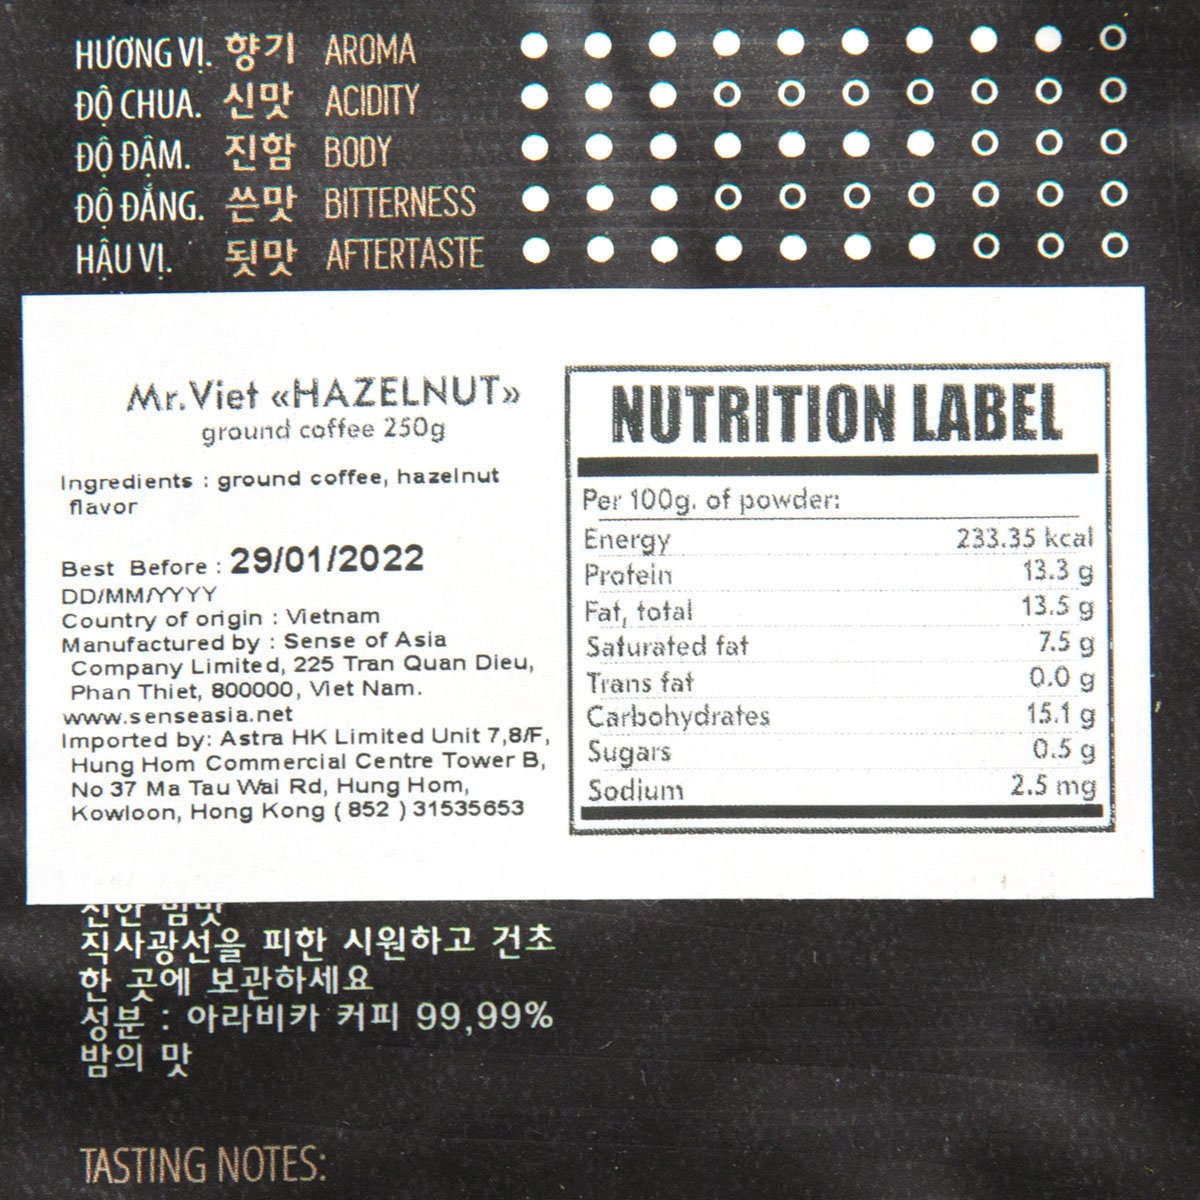 HƯƠNG VỊ. 향기 AROMA
ĐỘ CHUA. 신맛 ACIDITY
ĐỘ ĐẬM. 진함 BODY
ĐỘ ĐẮNG. 쓴맛 BITTERNESS
HẬU VỊ. 뒷맛 AFTERTASTE
Mr.Viet «HAZELNUT»
ground coffee 250g
Ingredients : ground coffee, hazelnut
flavor
Best Before : 29/01/2022
DD/MM/YYYY
Country of origin : Vietnam
Manufactured by : Sense of Asia
Company Limited, 225 Tran Quan Dieu,
Phan Thiet, 800000, Viet Nam.
www.senseasia.net
Imported by: Astra HK Limited Unit 7,8/F,
Hung Hom Commercial Centre Tower B,
No 37 Ma Tau Wai Rd, Hung Hom,
Kowloon, Hong Kong ( 852 ) 31535653
NUTRITION LABEL
Per 100g. of powder:
Energy 233.35 kcal
Protein 13.3 g
Fat, total 13.5 g
Saturated fat 7.5 g
Trans fat 0.0 g
Carbohydrates 15.1 g
Sugars 0.5 g
Sodium 2.5 mg
직사광선을 피한 시원하고 건초
한 곳에 보관하세요
성분 : 아라비카 커피 99,99%
밤의 맛
TASTING NOTES: